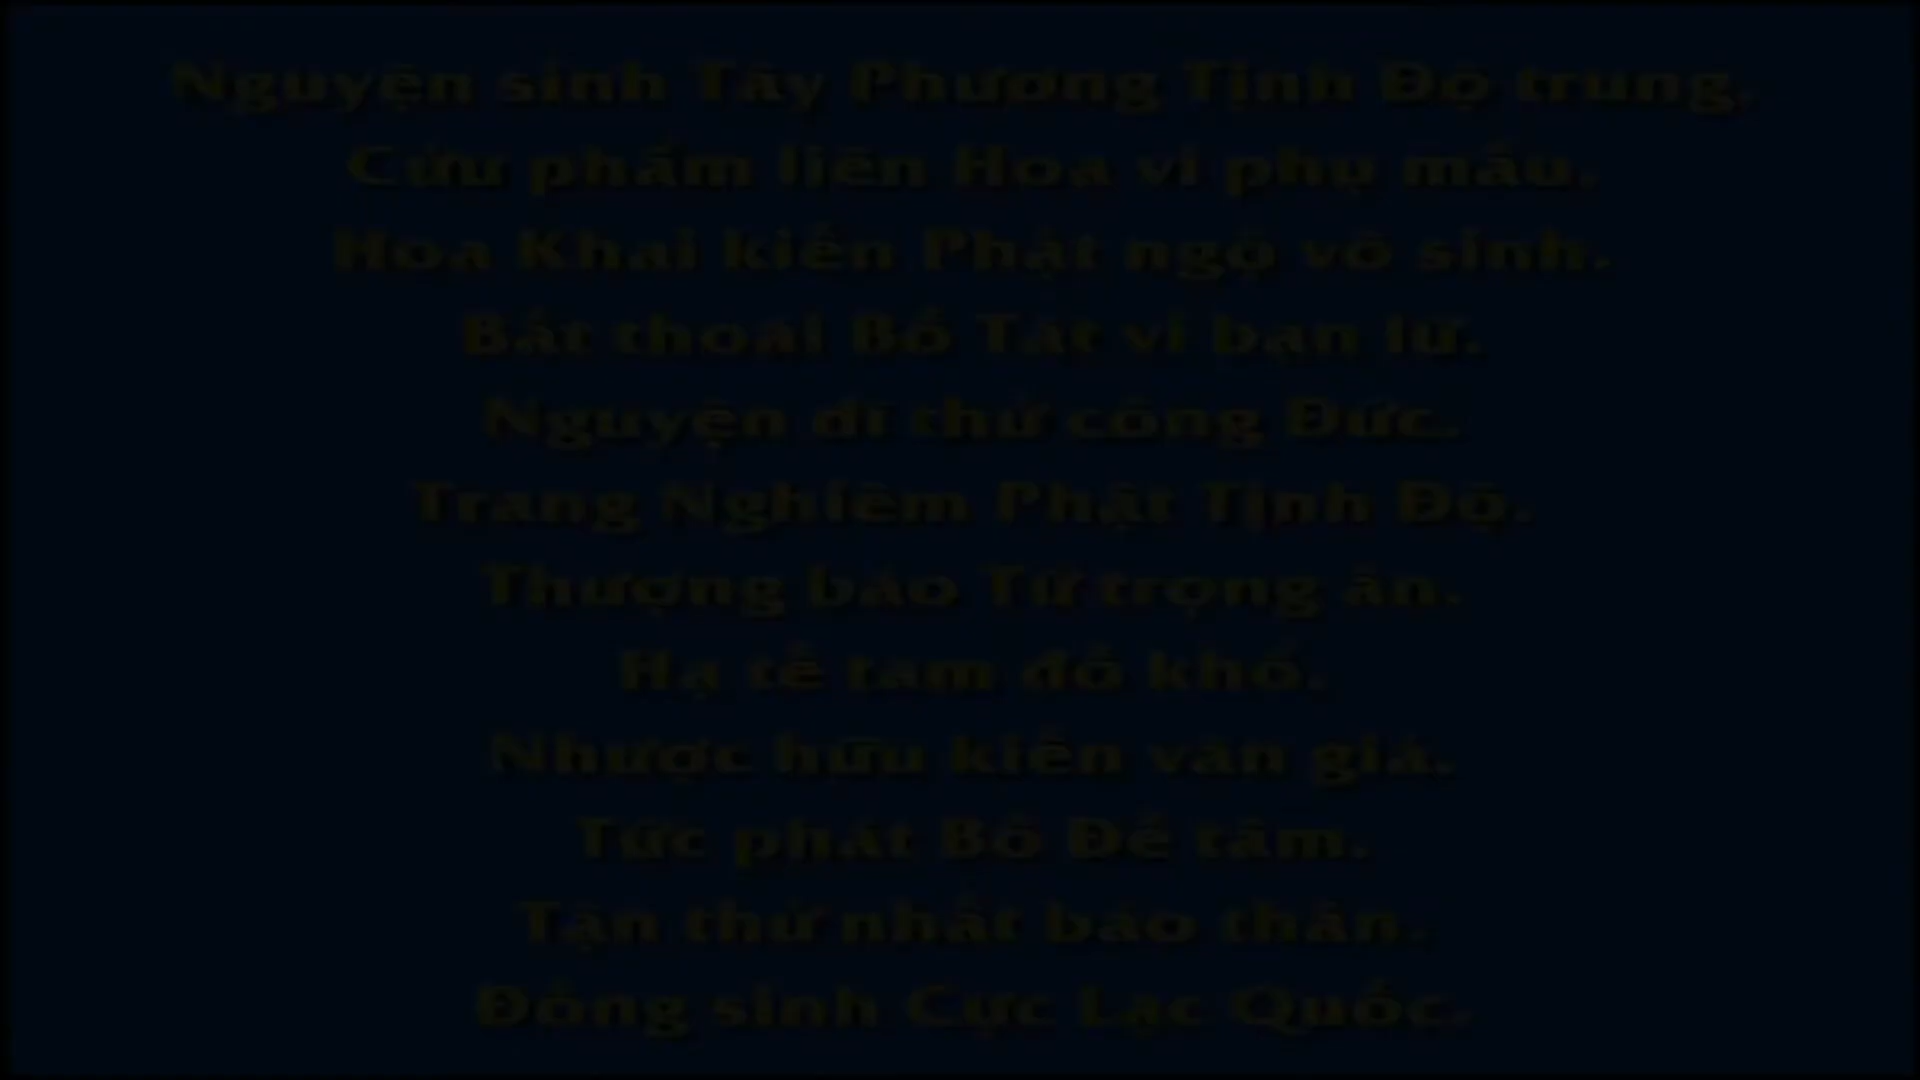 Nguyện sinh Tây Phương Tịnh Độ trung.
Cửu phẩm liên Hoa vi phụ mẫu.
Hoa Khai kiến Phật ngộ vô sinh.
Bất thoái Bồ Tát vi bạn lữ.
Nguyện dĩ thử công Đức.
Trang Nghiêm Phật Tịnh Độ.
Thượng báo Tứ trọng ân.
Hạ tế tam đồ khổ.
Nhược hữu kiến văn giả.
Tức phát Bồ Đề tâm.
Tận thử nhất báo thân.
Đồng sinh Cực Lạc Quốc.